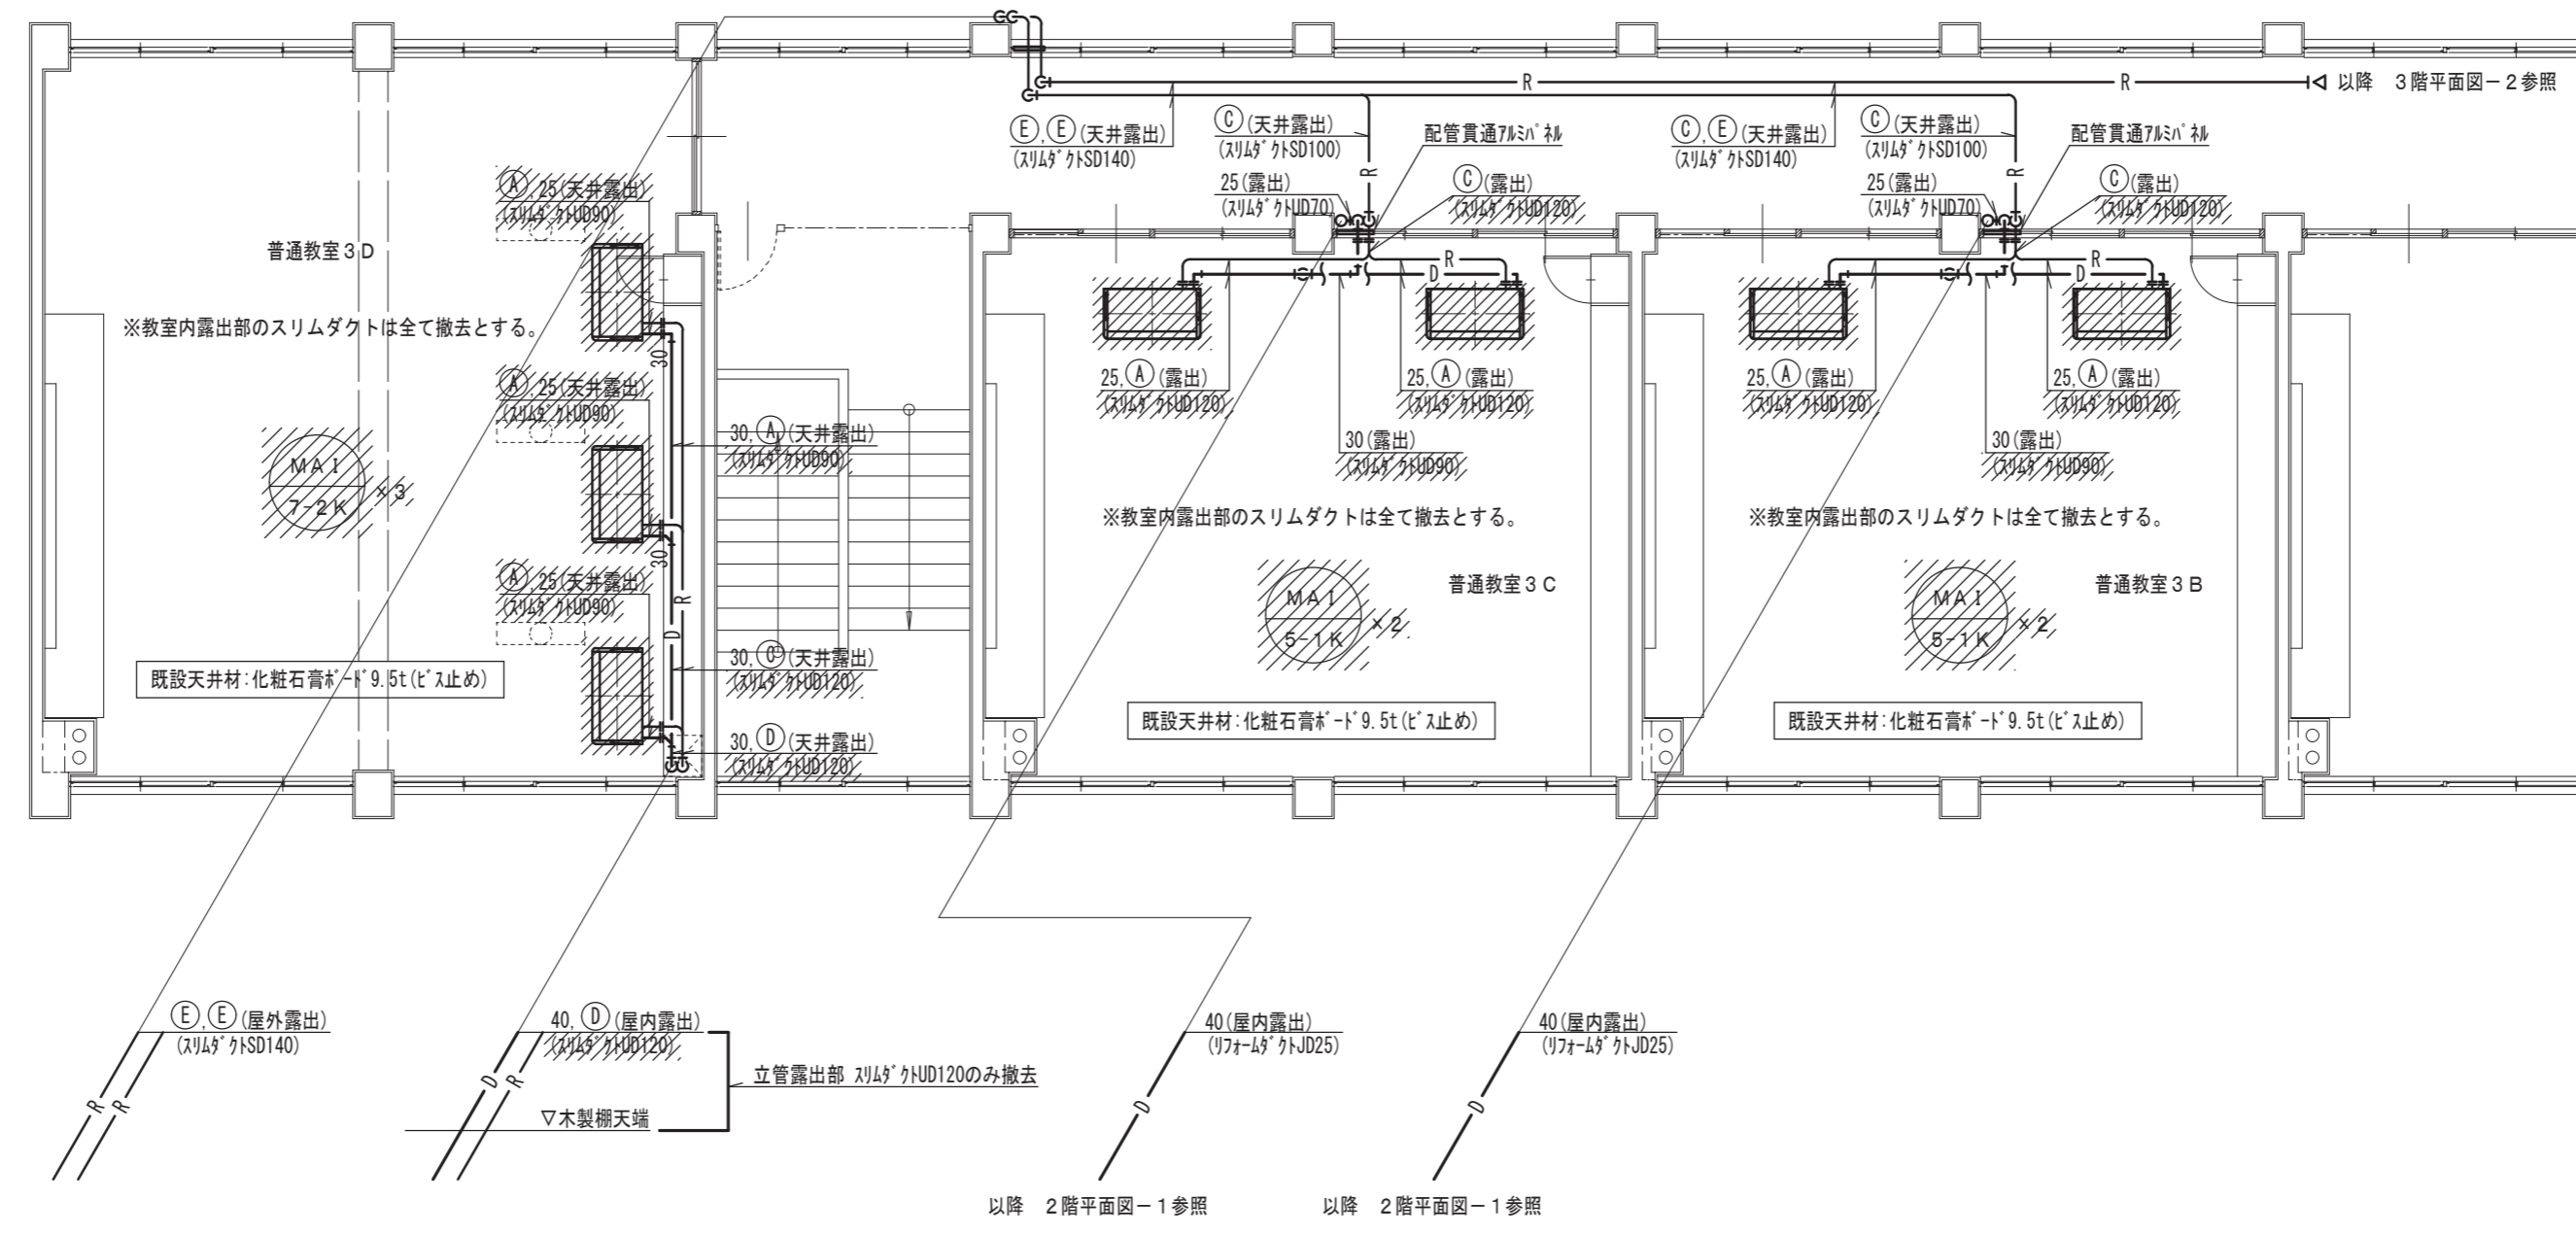 R
R
以降 3階平面図－2参照
Ⓔ,Ⓔ(天井露出)
(スリムダクトSD140)
Ⓒ(天井露出)
(スリムダクトSD100)
配管貫通アルミパネル
Ⓒ,Ⓔ(天井露出)
(スリムダクトSD140)
Ⓒ(天井露出)
(スリムダクトSD100)
配管貫通アルミパネル
R
R
25(露出)
(スリムダクトUD70)
Ⓒ(露出)
(スリムダクトUD120)
25(露出)
(スリムダクトUD70)
Ⓒ(露出)
(スリムダクトUD120)
Ⓐ,25(天井露出)
(スリムダクトUD90)
普通教室3D
R
D
R
D
※教室内露出部のスリムダクトは全て撤去とする。
30
Ⓐ,25(天井露出)
(スリムダクトUD90)
25,Ⓐ(露出)
(スリムダクトUD120)
25,Ⓐ(露出)
(スリムダクトUD120)
25,Ⓐ(露出)
(スリムダクトUD120)
25,Ⓐ(露出)
(スリムダクトUD120)
30,Ⓐ(天井露出)
(スリムダクトUD90)
30(露出)
(スリムダクトUD90)
30(露出)
(スリムダクトUD90)
MAI
7-2K
×3
※教室内露出部のスリムダクトは全て撤去とする。
※教室内露出部のスリムダクトは全て撤去とする。
30
Ⓐ,25(天井露出)
(スリムダクトUD90)
R
D
MAI
5-1K
×2
普通教室3C
MAI
5-1K
×2
普通教室3B
30,Ⓒ(天井露出)
(スリムダクトUD120)
既設天井材:化粧石膏ボード9.5t(ビス止め)
既設天井材:化粧石膏ボード9.5t(ビス止め)
既設天井材:化粧石膏ボード9.5t(ビス止め)
30,Ⓓ(天井露出)
(スリムダクトUD120)
Ⓔ,Ⓔ(屋外露出)
(スリムダクトSD140)
40,Ⓓ(屋内露出)
(スリムダクトUD120)
40(屋内露出)
(リフォームダクトJD25)
40(屋内露出)
(リフォームダクトJD25)
立管露出部 スリムダクトUD120のみ撤去
R
R
D
R
D
D
▽木製棚天端
以降 2階平面図－1参照
以降 2階平面図－1参照